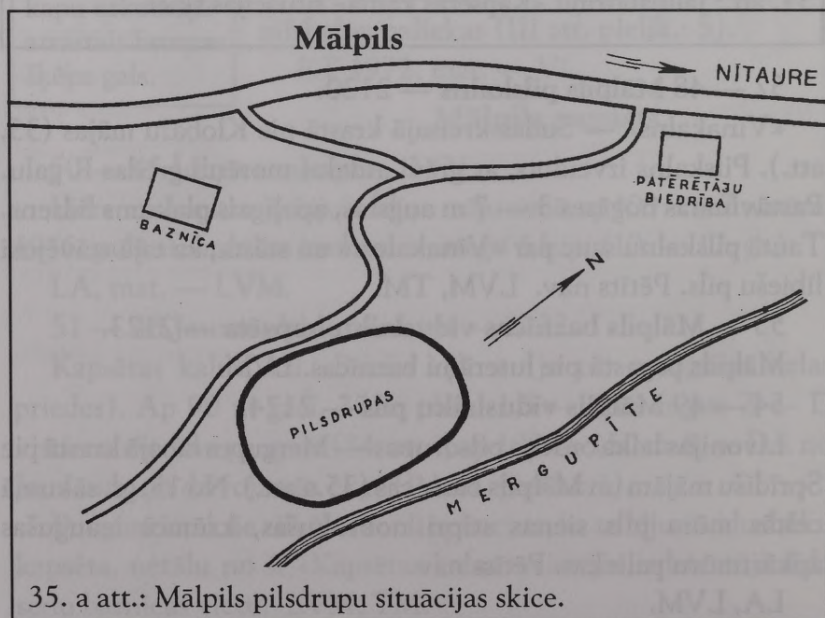 Mālpils
NĪTAURE
BAZNĪCA
PATĒRĒTĀJU
BIEDRĪBA
N
PILSDRUPAS
MERGUPĪTE
35. a att.: Mālpils pilsdrupu situācijas skice.